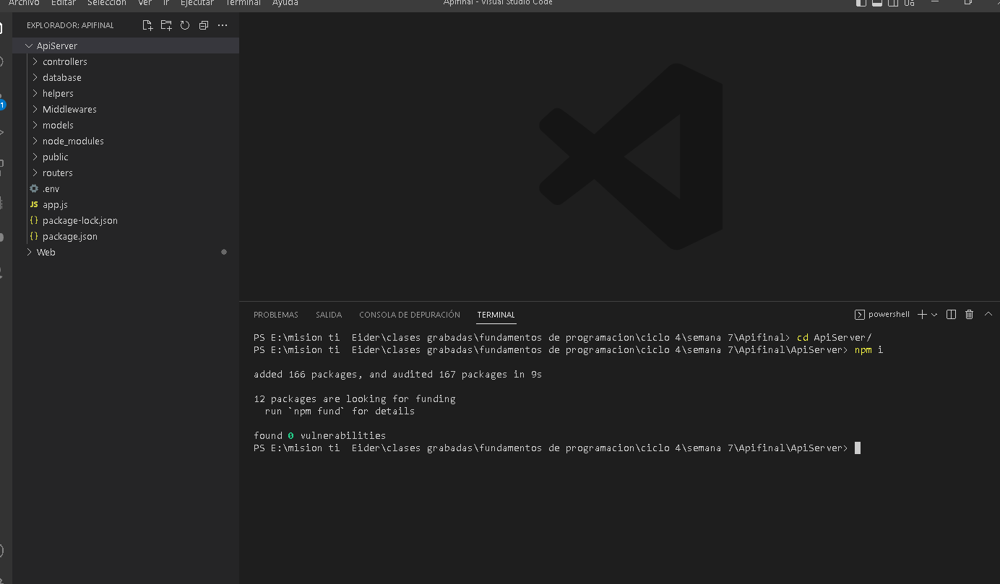 Archivo Editar Selección Ver Ir Ejecutar Terminal Ayuda
Apifinal - Visual Studio Code
EXPLORADOR: APIFINAL
ApiServer
controllers
database
helpers
Middlewares
models
node_modules
public
routers
.env
JS app.js
{} package-lock.json
{} package.json
Web
1
PROBLEMAS SALIDA CONSOLA DE DEPURACIÓN TERMINAL
powershell
PS E:\mision ti  Eider\clases grabadas\fundamentos de programacion\ciclo 4\semana 7\Apifinal> cd ApiServer/
PS E:\mision ti  Eider\clases grabadas\fundamentos de programacion\ciclo 4\semana 7\Apifinal\ApiServer> npm i
added 166 packages, and audited 167 packages in 9s
12 packages are looking for funding
run `npm fund` for details
found 0 vulnerabilities
PS E:\mision ti  Eider\clases grabadas\fundamentos de programacion\ciclo 4\semana 7\Apifinal\ApiServer>